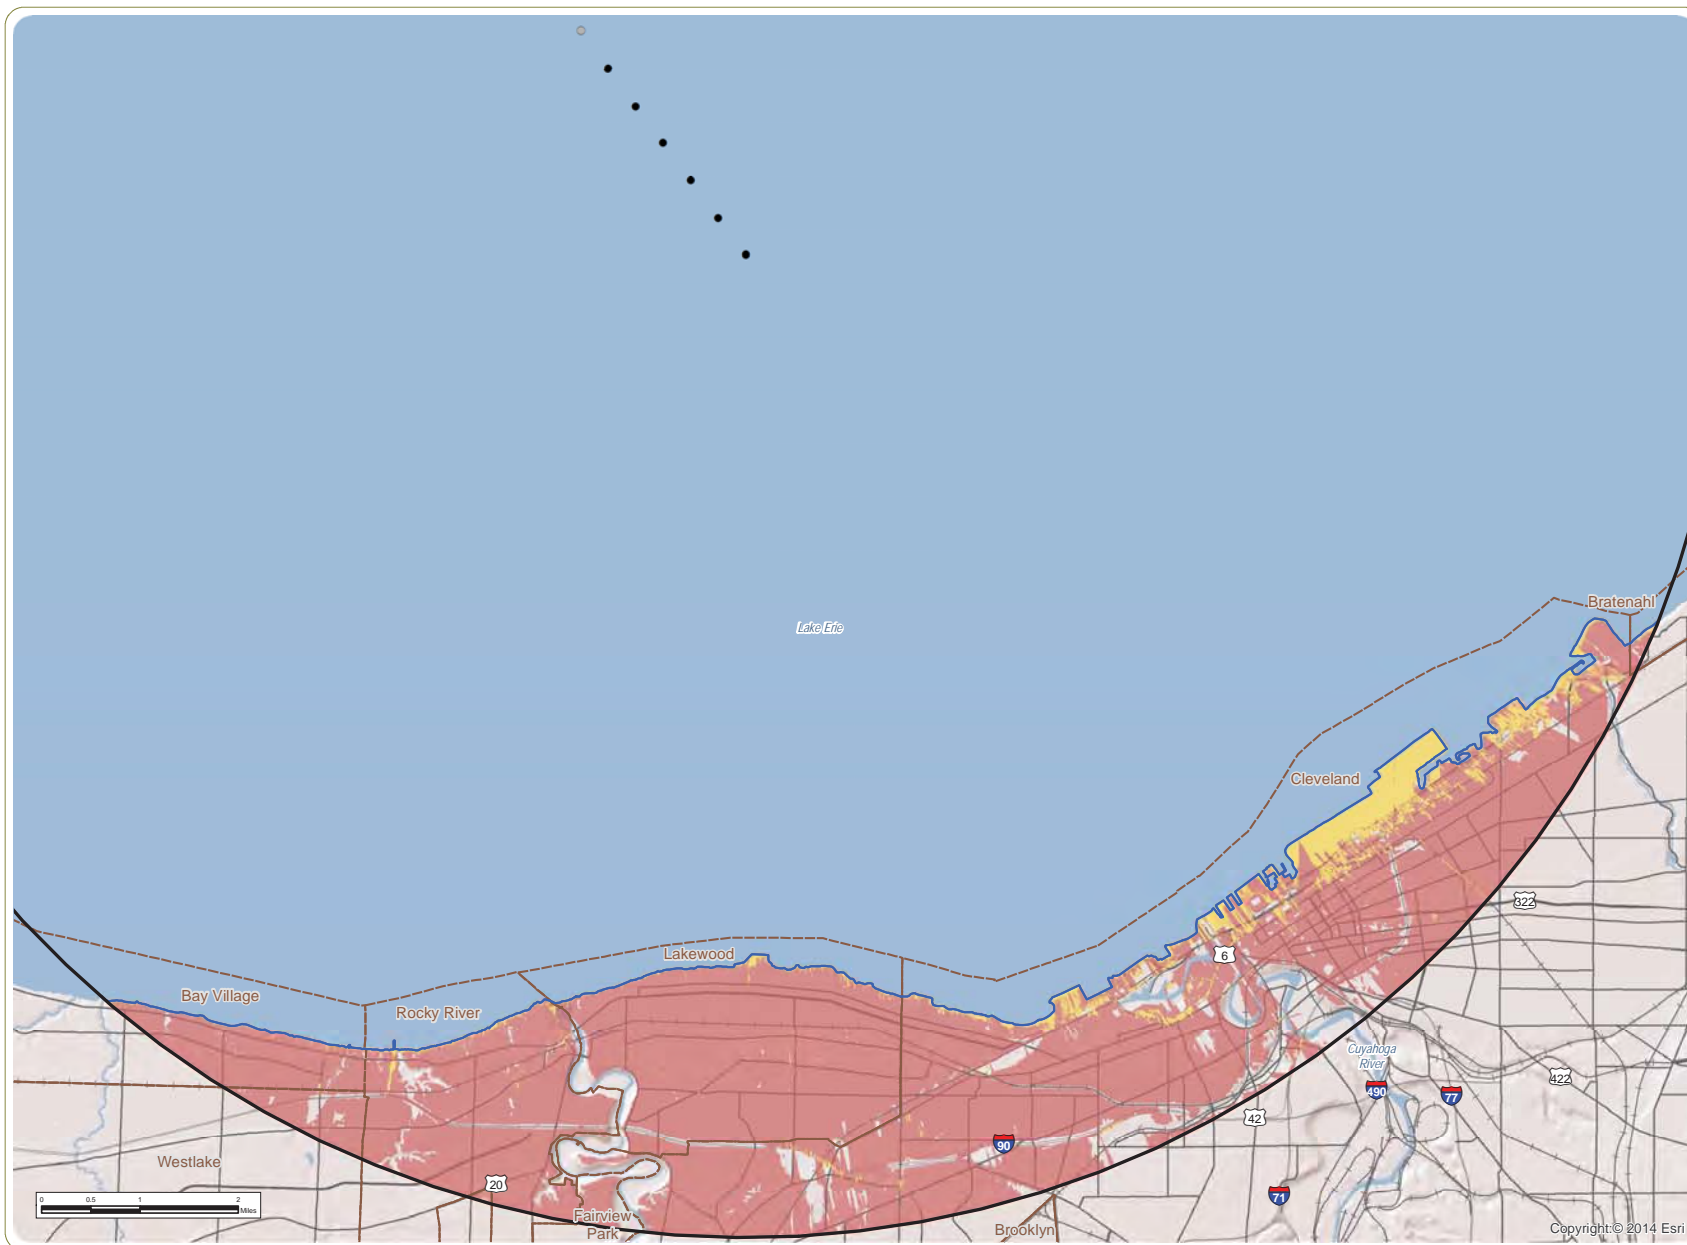 Lake Erie
Bratenahl
Cleveland
322
Lakewood
6
Bay Village
Rocky River
Cuyahoga
River
422
490
77
42
90
Westlake
20
71
0 0.5 1 2
Miles
Fairview
Park
Brooklyn
Copyright:© 2014 Esri